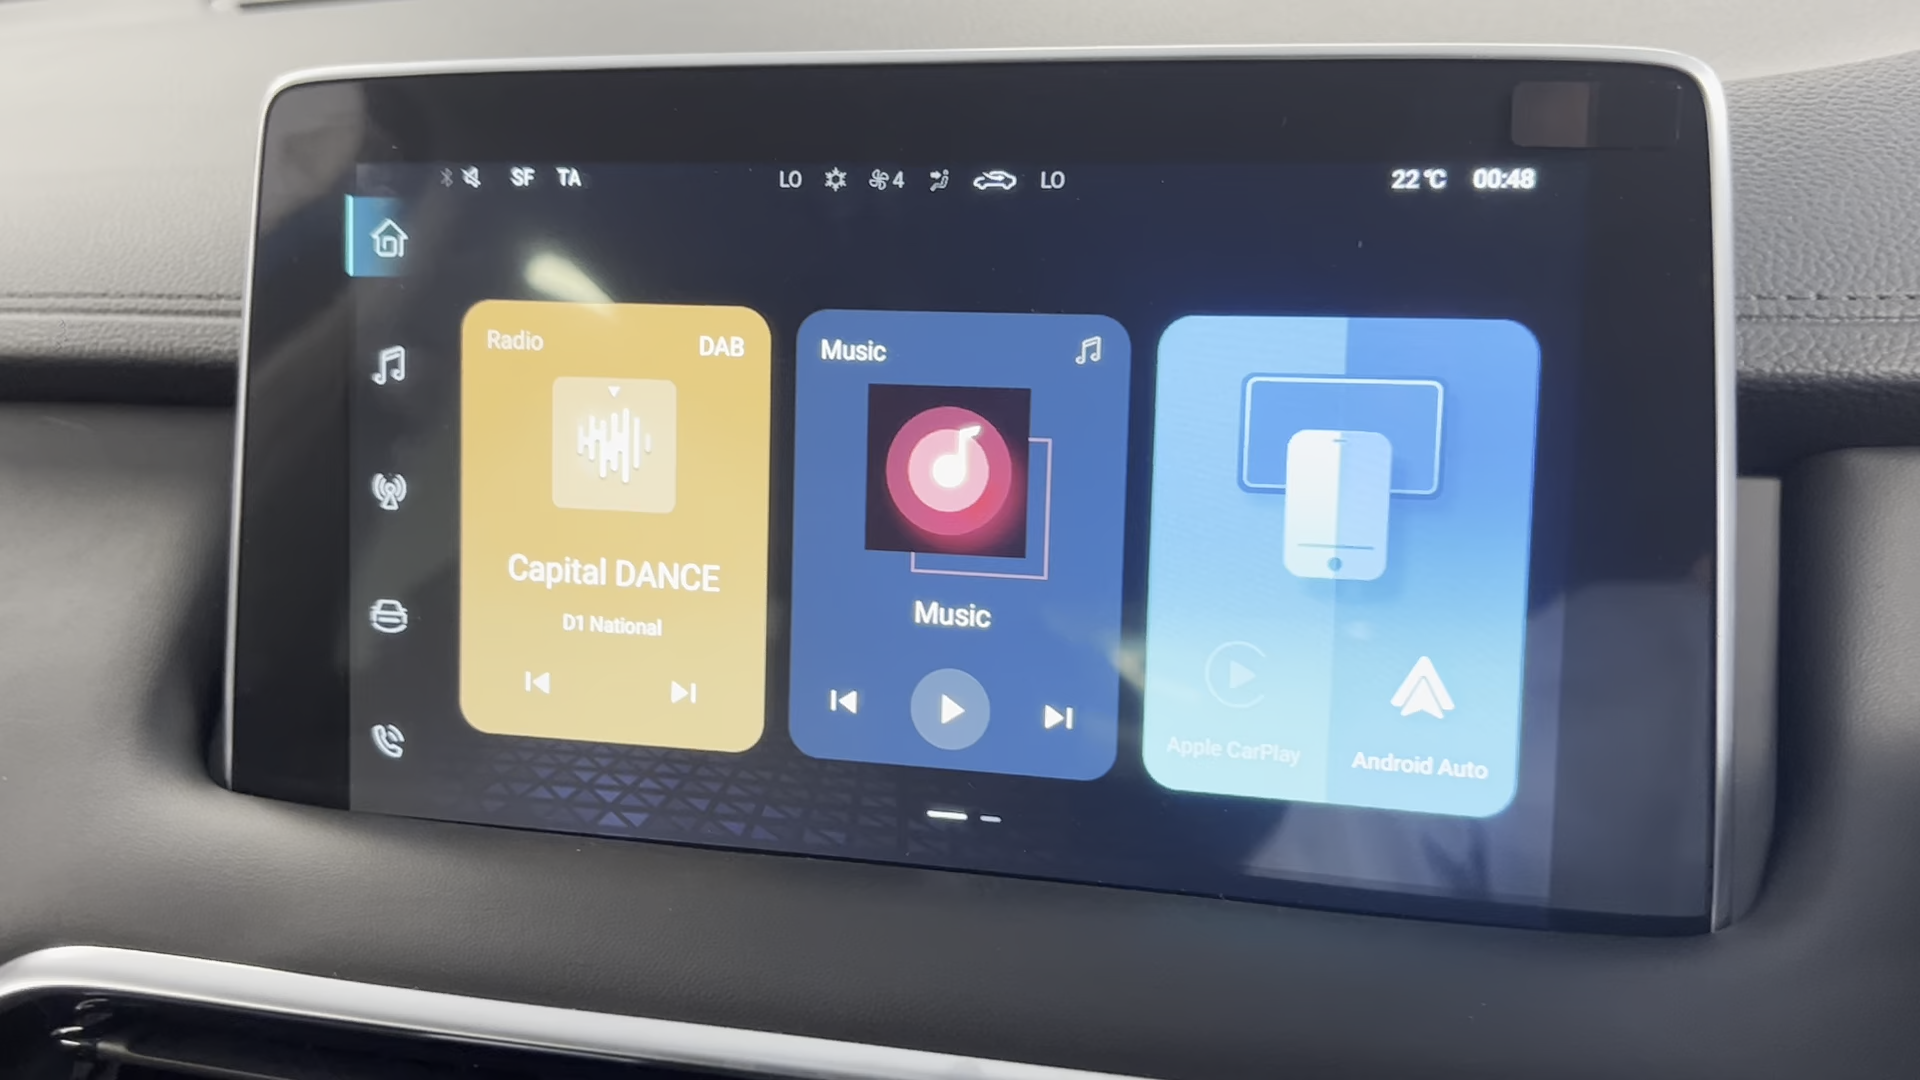 SF TA LO 4 LO 22°C 00:48
Radio DAB
Capital DANCE
D1 National
Music
Music
Apple CarPlay
Android Auto